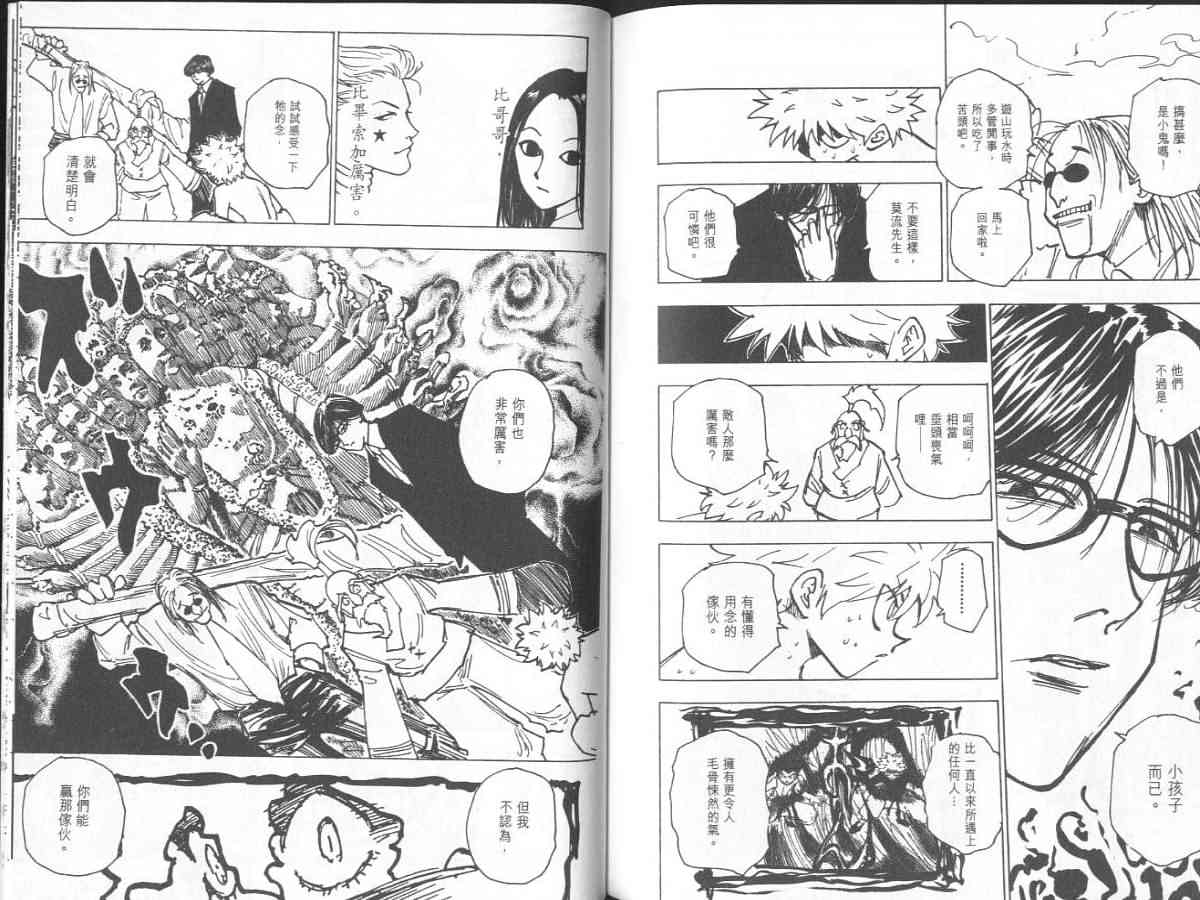 搞甚麼，
是小鬼嗎！
遊山玩水時
多管閒事，
所以吃了
苦頭吧。
馬上
回家啦。
不要這樣，
莫流先生。
他們很
可憐吧。
他們
不過是，
小孩子
而已。
呵呵呵，
相當
垂頭喪氣
哩──
敵人那麼
厲害嗎？
………
有懂得
用念的
傢伙。
比一直以來所遇上
的任何人…
擁有更令人
毛骨悚然的氣。
比哥哥．
比畢索加厲害。
試試感受一下
牠的念．
就會
清楚明白。
你們也
非常厲害，
但我
不認為，
你們能
贏那傢伙。